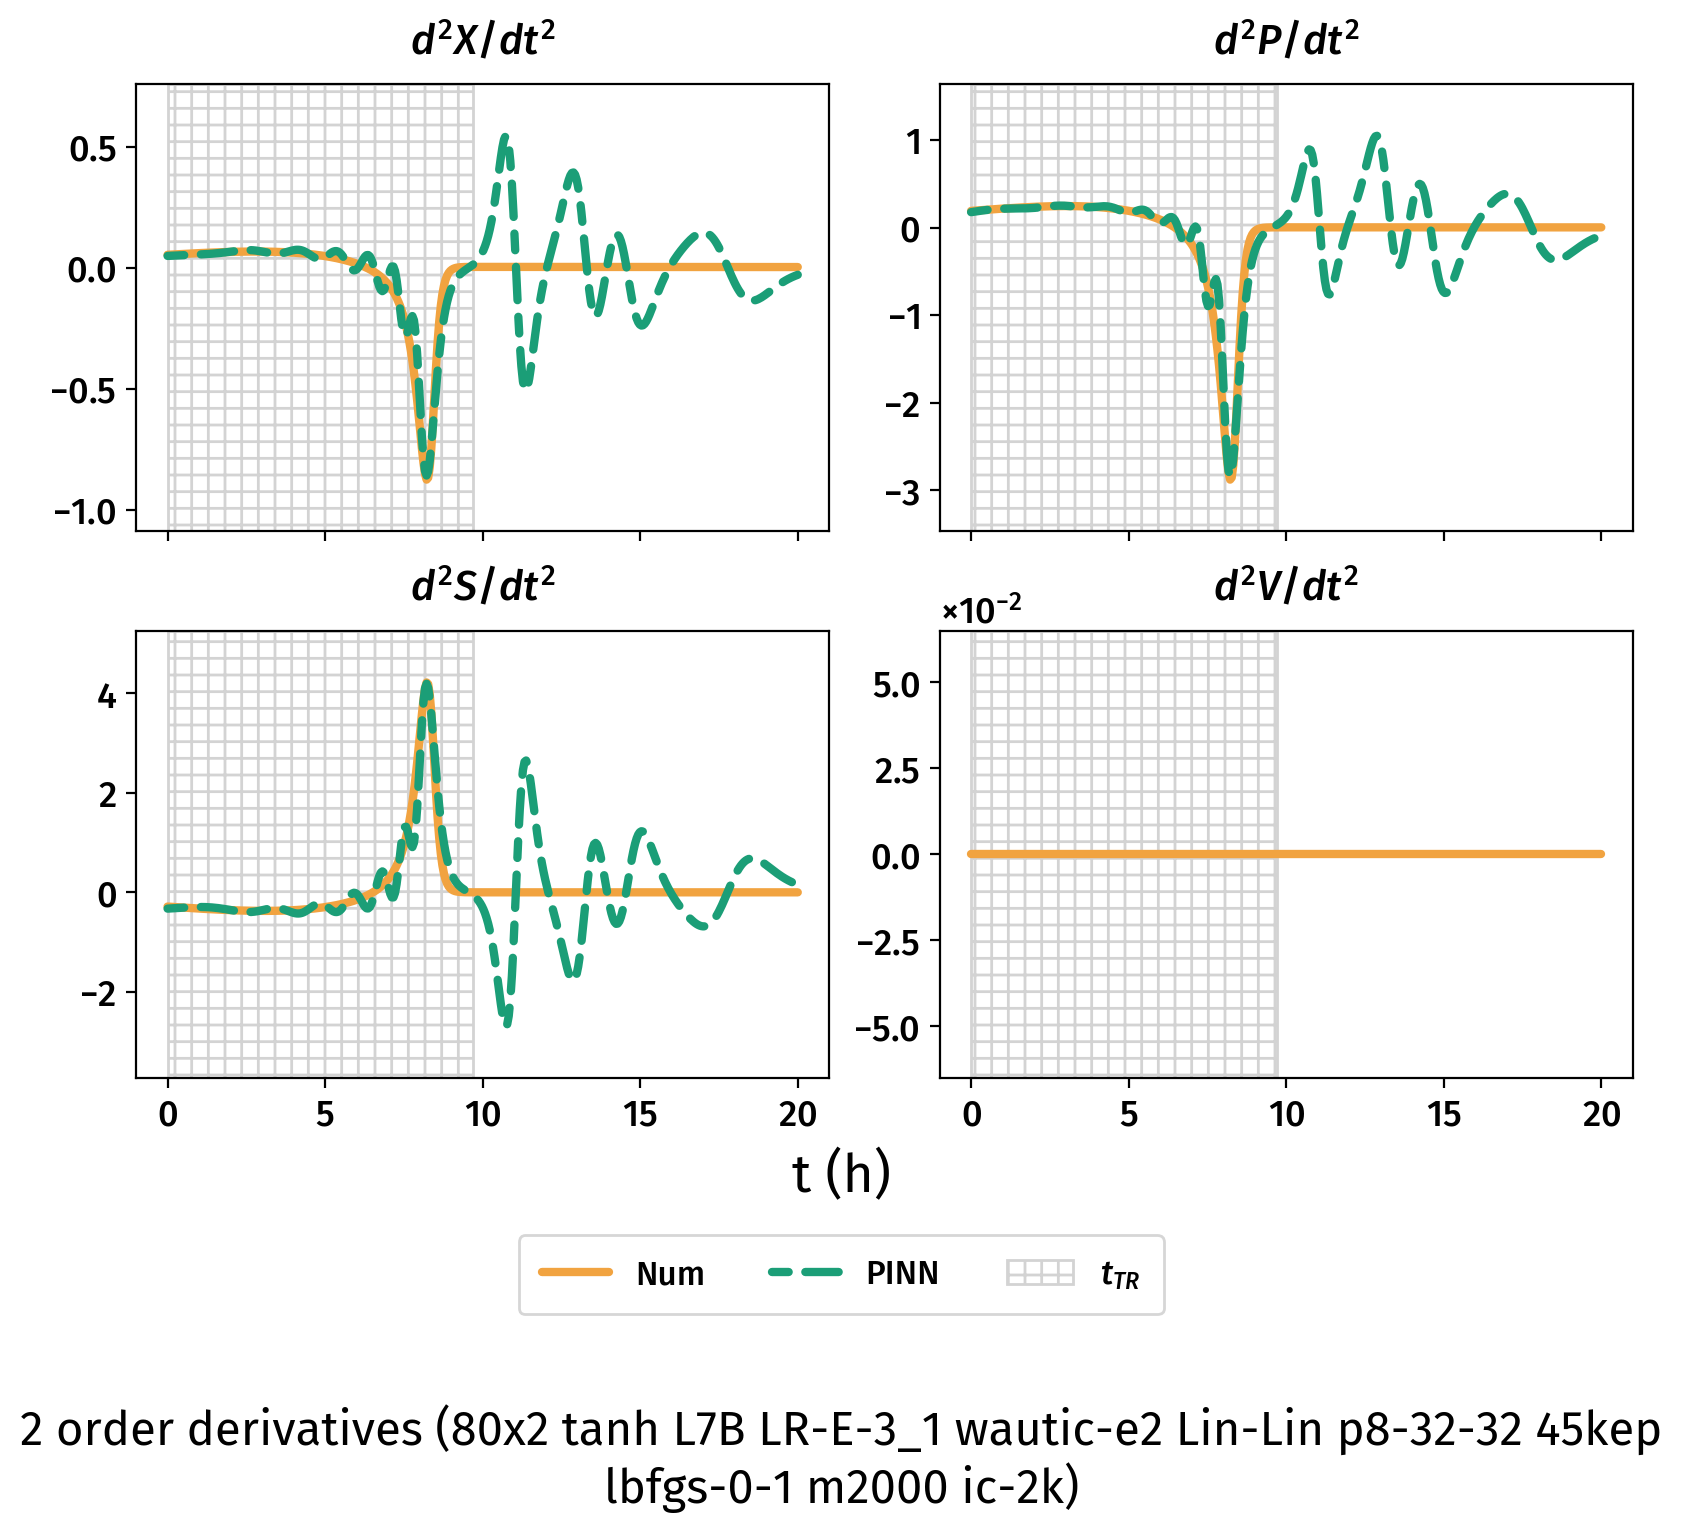 d²X/dt²
0.5
0.0
−0.5
−1.0
d²P/dt²
1
0
−1
−2
−3
d²S/dt²
4
2
0
−2
0 5 10 15 20
d²V/dt²
×10⁻²
5.0
2.5
0.0
−2.5
−5.0
0 5 10 15 20
t (h)
Num PINN t_TR
2 order derivatives (80x2 tanh L7B LR-E-3_1 wautic-e2 Lin-Lin p8-32-32 45kep
lbfgs-0-1 m2000 ic-2k)